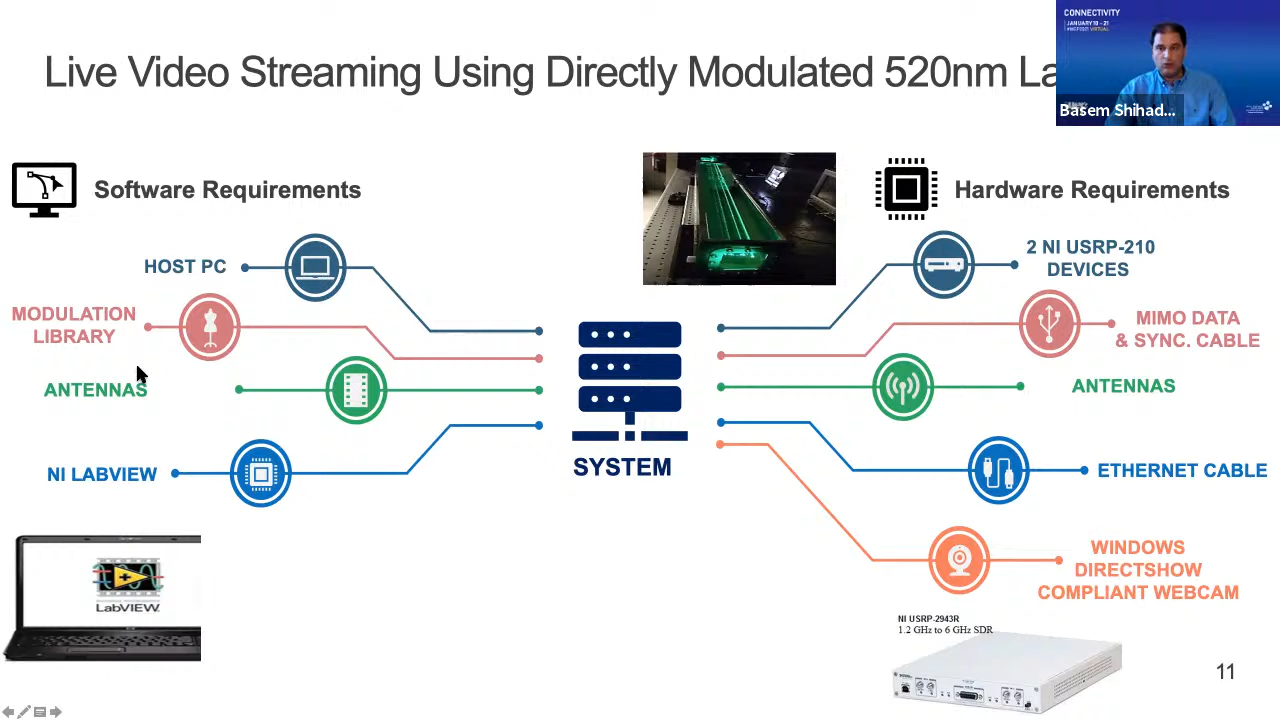 Live Video Streaming Using Directly Modulated 520nm La
CONNECTIVITY
JANUARY 10 - 21
VIRTUAL
Basem Shihad...
Software Requirements
HOST PC
MODULATION
LIBRARY
ANTENNAS
NI LABVIEW
LabVIEW
SYSTEM
Hardware Requirements
2 NI USRP-210
DEVICES
MIMO DATA
& SYNC. CABLE
ANTENNAS
ETHERNET CABLE
WINDOWS
DIRECTSHOW
COMPLIANT WEBCAM
NI USRP-2943R
1.2 GHz to 6 GHz SDR
11